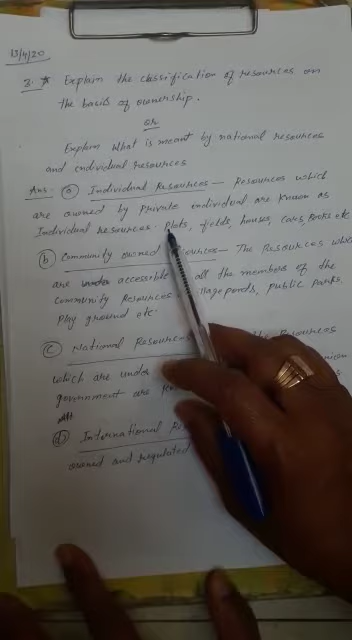 13/4/20
3. * Explain the classification of resources on
the basis of ownership.
OR
Explain What is meant by national resources
and individual resources
Ans: (a) Individual Resources – Resources which
are owned by private individual are known as
Individual resources. Plots, fields, houses, cars, books etc
(b) Community owned – The Resources which
are under accessible all the members of the
community Resources ponds, public parks,
play ground etc.
(c) National Resources Resources
which are under
government are
(d) International
owned and regulated